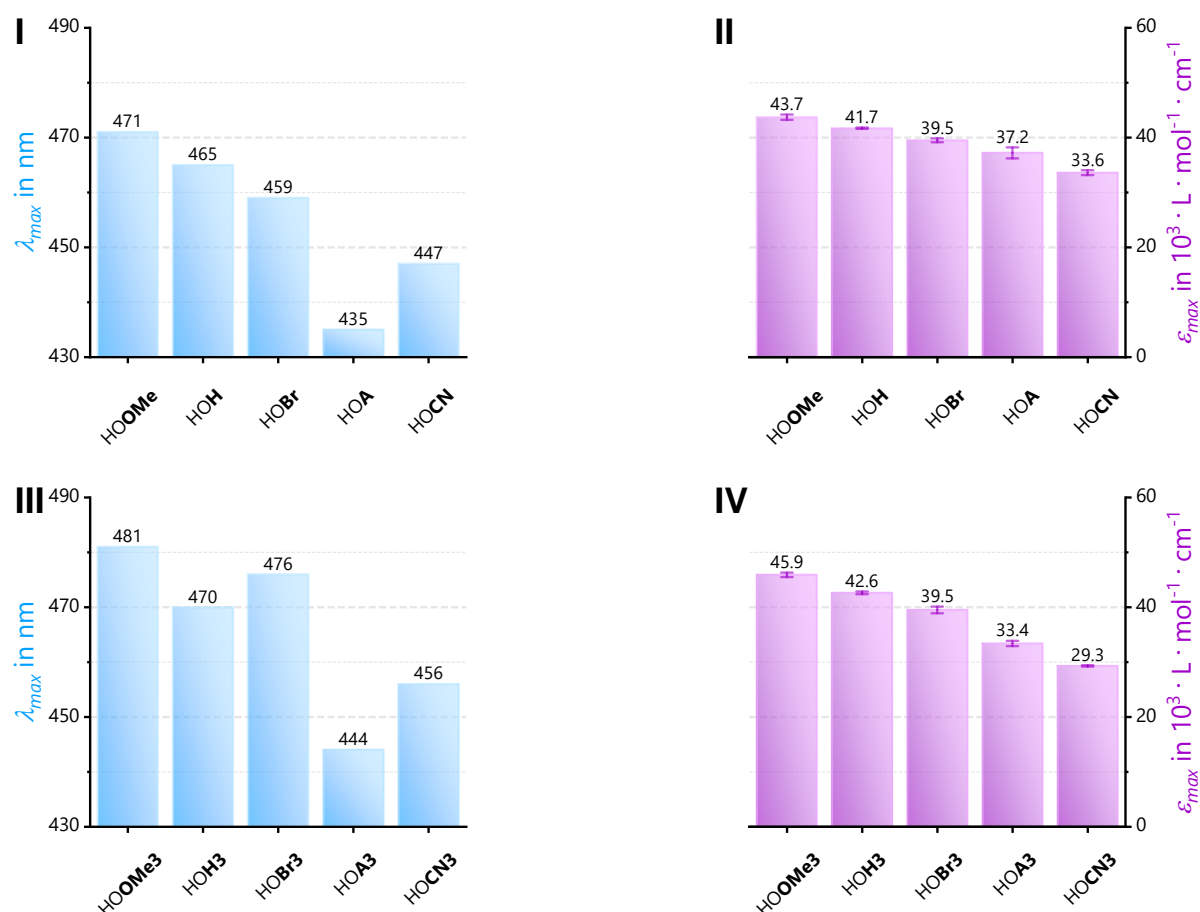 I
490
470
450
430
λmax in nm
471
465
459
435
447
HOOMe
HOH
HOBr
HOA
HOCN
II
60
40
20
0
εmax in 10³ · L · mol⁻¹ · cm⁻¹
43.7
41.7
39.5
37.2
33.6
HOOMe
HOH
HOBr
HOA
HOCN
III
490
470
450
430
λmax in nm
481
470
476
444
456
HOOMe3
HOH3
HOBr3
HOA3
HOCN3
IV
60
40
20
0
εmax in 10³ · L · mol⁻¹ · cm⁻¹
45.9
42.6
39.5
33.4
29.3
HOOMe3
HOH3
HOBr3
HOA3
HOCN3